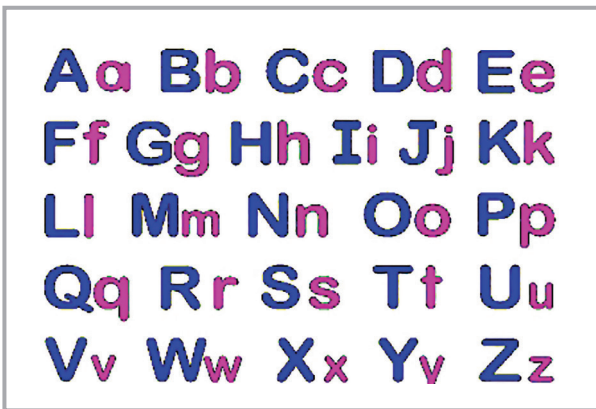 Aa Bb Cc Dd Ee
Ff Gg Hh Ii Jj Kk
Ll Mm Nn Oo Pp
Qq Rr Ss Tt Uu
Vv Ww Xx Yy Zz